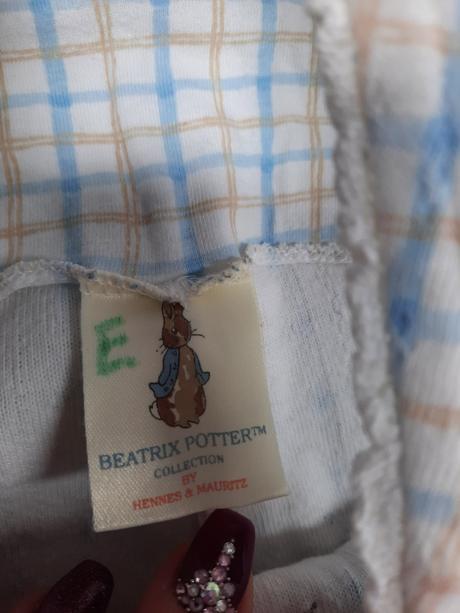 E
BEATRIX POTTER™
COLLECTION
BY
HENNES & MAURITZ